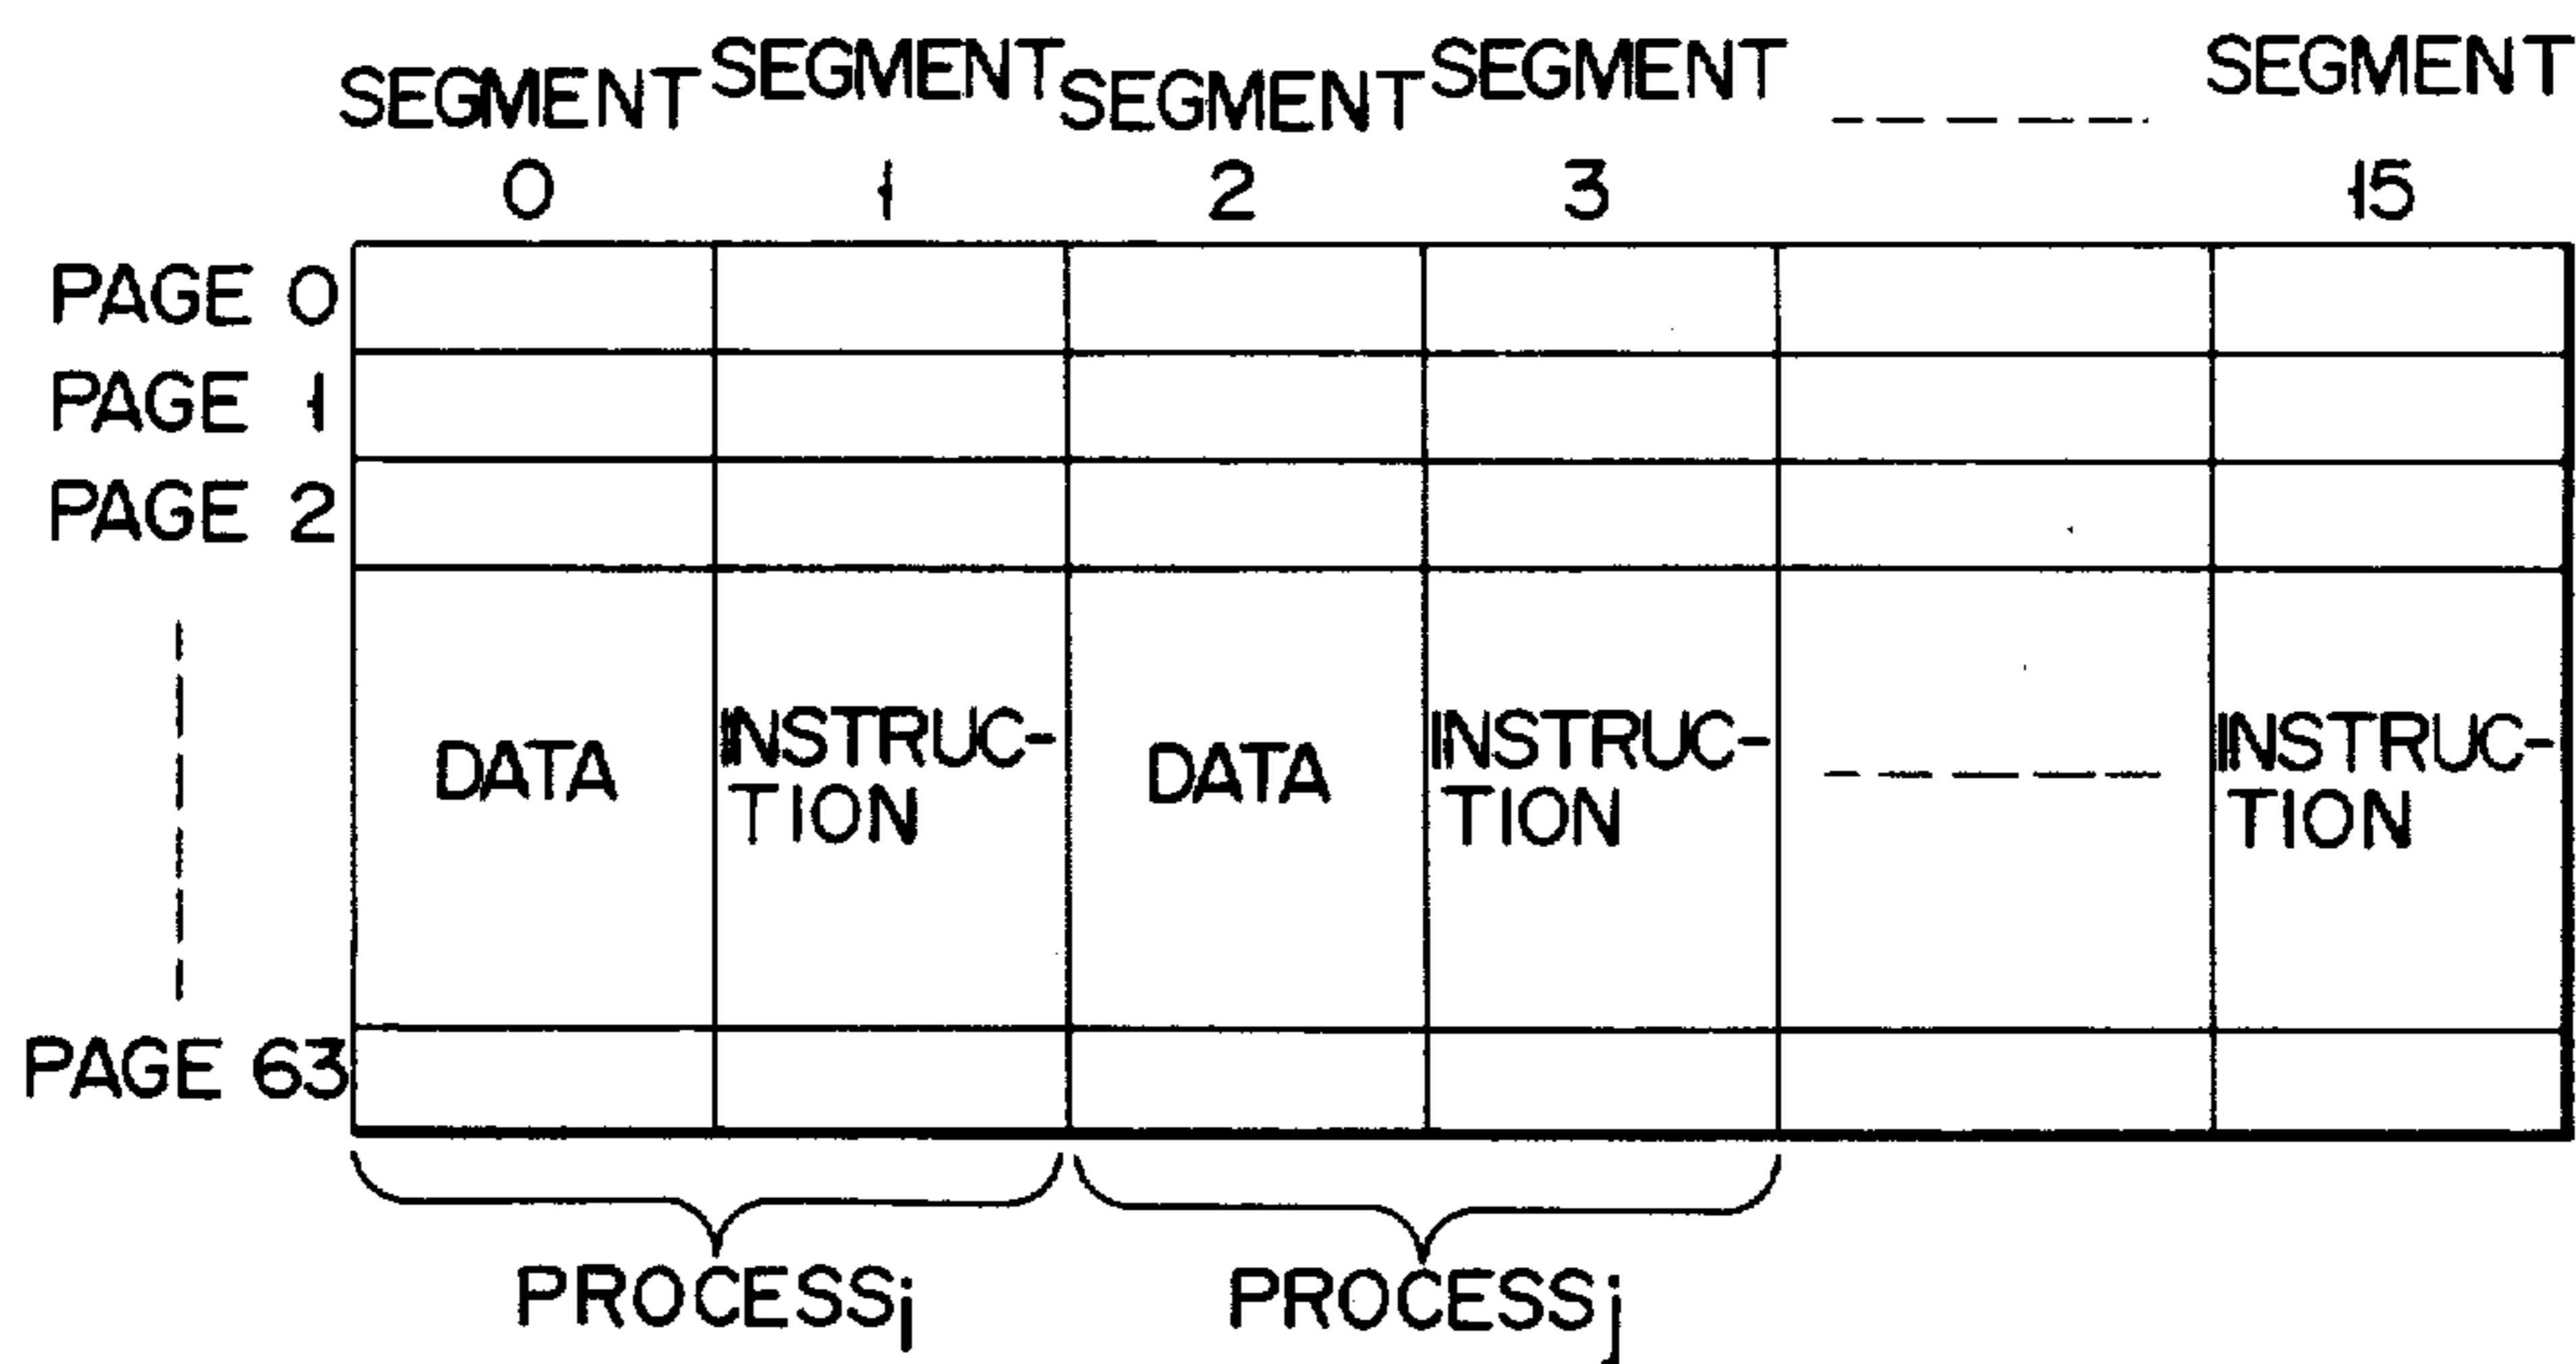 SEGMENT 0 SEGMENT 1 SEGMENT 2 SEGMENT 3 SEGMENT 15
PAGE 0
PAGE 1
PAGE 2
DATA INSTRUC-TION DATA INSTRUC-TION INSTRUC-TION
PAGE 63
PROCESSi PROCESSj